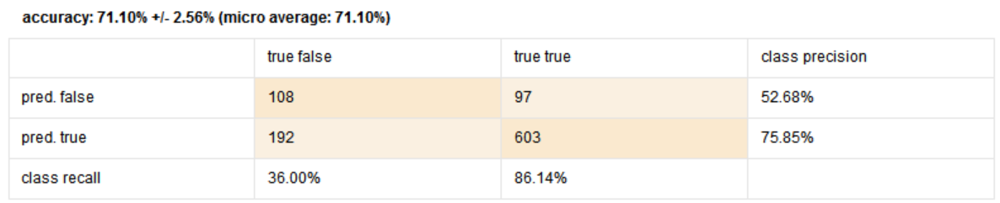 accuracy: 71.10% +/- 2.56% (micro average: 71.10%)
true false true true class precision
pred. false 108 97 52.68%
pred. true 192 603 75.85%
class recall 36.00% 86.14%